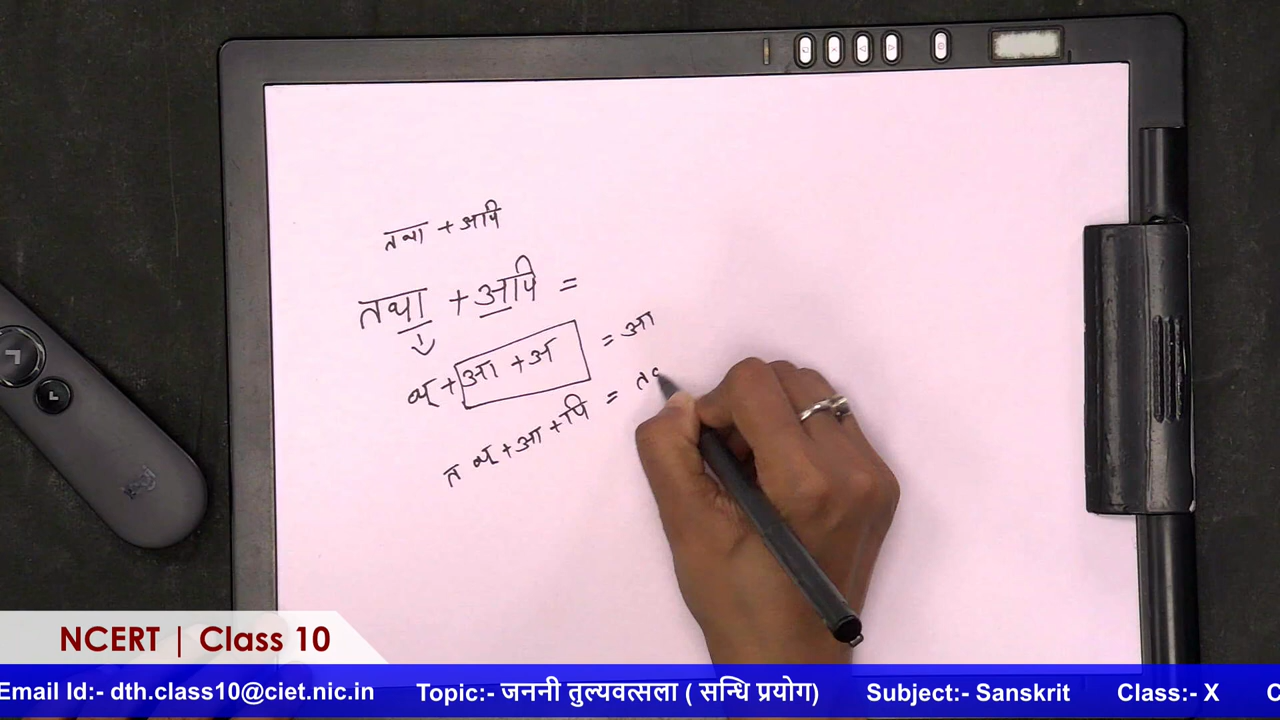 तथा + अपि
तथा + अपि =
थ् + आ + अ = आ
त थ् + आ + पि = त
NCERT | Class 10
Email Id:- dth.class10@ciet.nic.in Topic:- जननी तुल्यवत्सला ( सन्धि प्रयोग) Subject:- Sanskrit Class:- X C